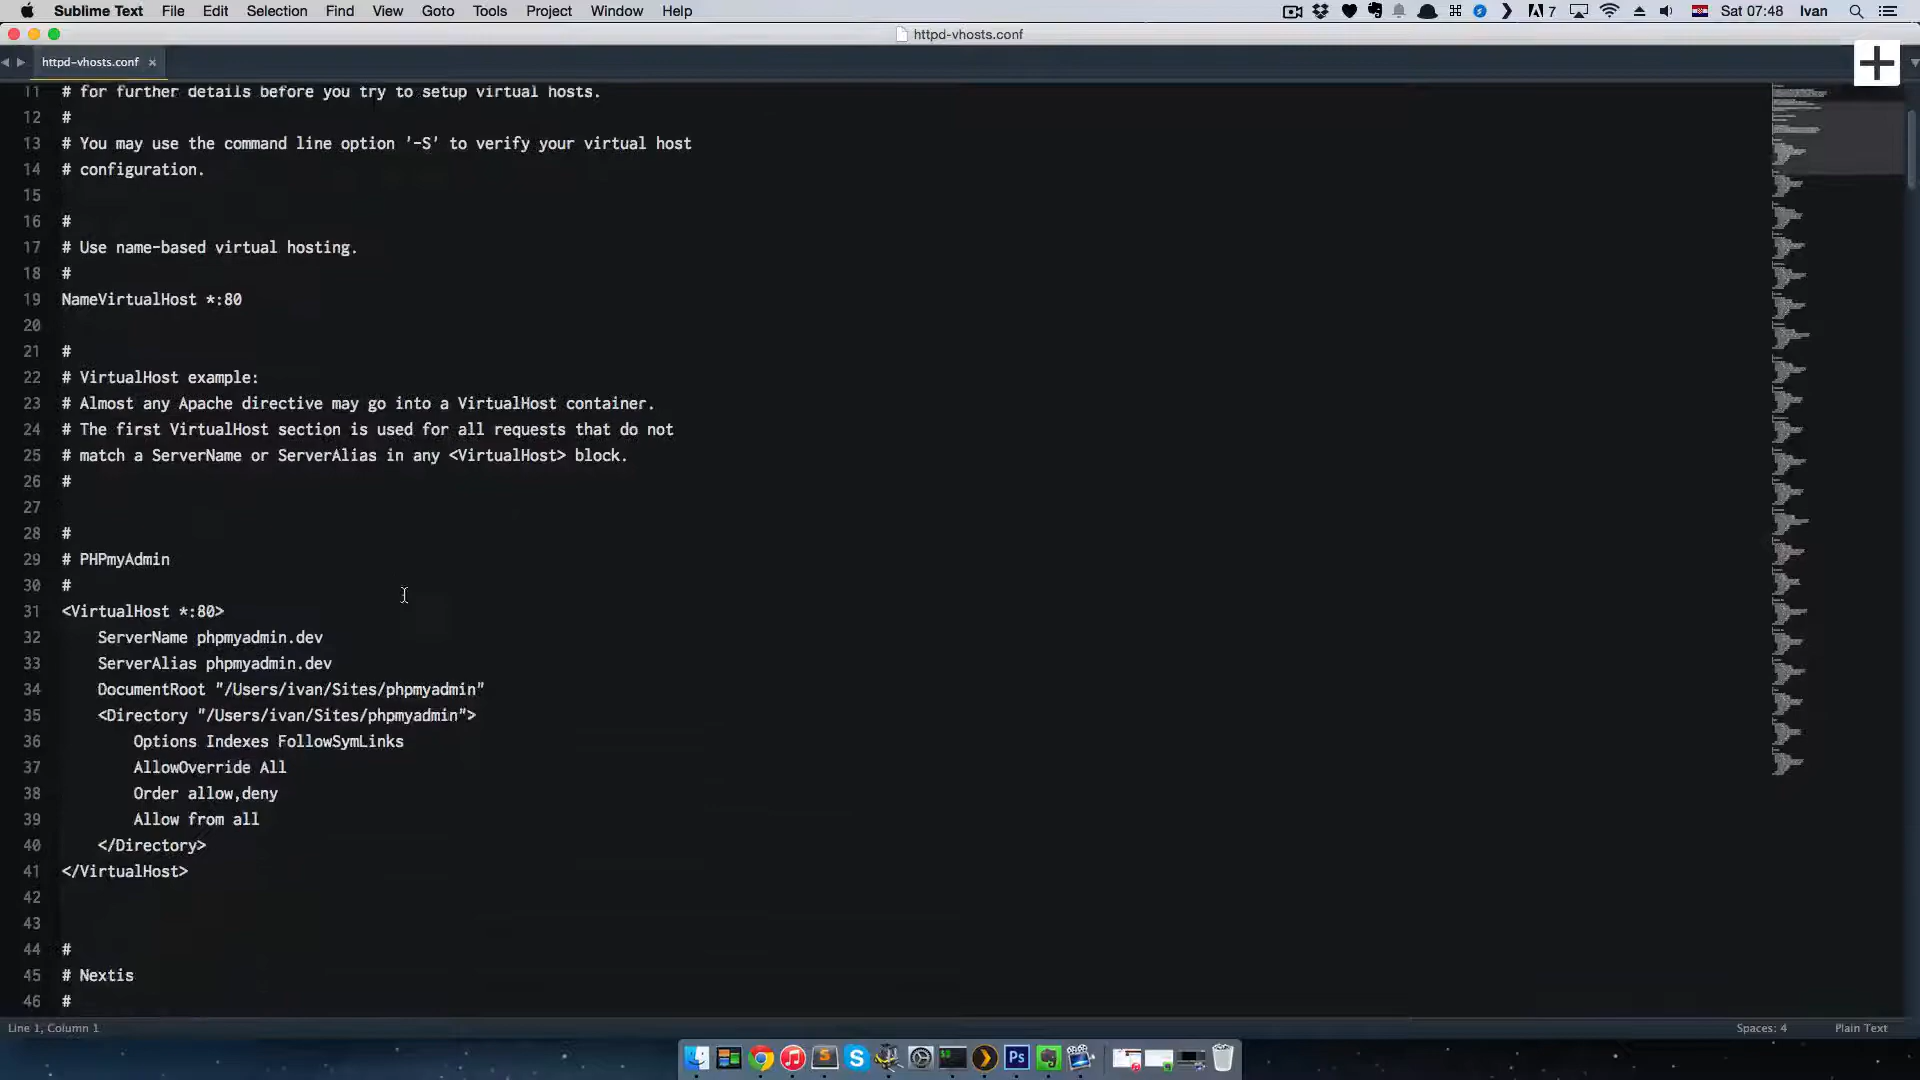 Sublime Text File Edit Selection Find View Goto Tools Project Window Help 7 Sat 07:48 Ivan
httpd-vhosts.conf
httpd-vhosts.conf ×
11 # for further details before you try to setup virtual hosts.
12 #
13 # You may use the command line option '-S' to verify your virtual host
14 # configuration.
15
16 #
17 # Use name-based virtual hosting.
18 #
19 NameVirtualHost *:80
20
21 #
22 # VirtualHost example:
23 # Almost any Apache directive may go into a VirtualHost container.
24 # The first VirtualHost section is used for all requests that do not
25 # match a ServerName or ServerAlias in any <VirtualHost> block.
26 #
27
28 #
29 # PHPmyAdmin
30 #
31 <VirtualHost *:80>
32 ServerName phpmyadmin.dev
33 ServerAlias phpmyadmin.dev
34 DocumentRoot "/Users/ivan/Sites/phpmyadmin"
35 <Directory "/Users/ivan/Sites/phpmyadmin">
36 Options Indexes FollowSymLinks
37 AllowOverride All
38 Order allow,deny
39 Allow from all
40 </Directory>
41 </VirtualHost>
42
43
44 #
45 # Nextis
46 #
Line 1, Column 1 Spaces: 4 Plain Text
Ps